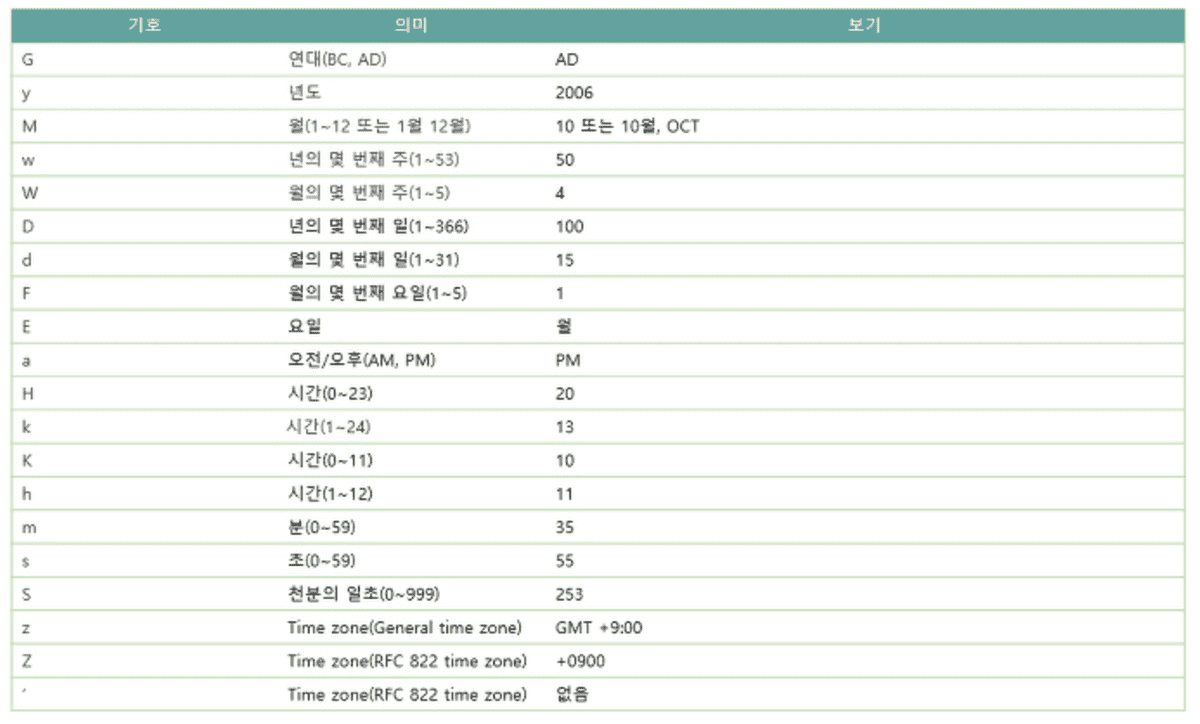 기호 의미 보기
G 연대(BC, AD) AD
y 년도 2006
M 월(1~12 또는 1월 12월) 10 또는 10월, OCT
w 년의 몇 번째 주(1~53) 50
W 월의 몇 번째 주(1~5) 4
D 년의 몇 번째 일(1~366) 100
d 월의 몇 번째 일(1~31) 15
F 월의 몇 번째 요일(1~5) 1
E 요일 월
a 오전/오후(AM, PM) PM
H 시간(0~23) 20
k 시간(1~24) 13
K 시간(0~11) 10
h 시간(1~12) 11
m 분(0~59) 35
s 초(0~59) 55
S 천분의 일초(0~999) 253
z Time zone(General time zone) GMT +9:00
Z Time zone(RFC 822 time zone) +0900
' Time zone(RFC 822 time zone) 없음